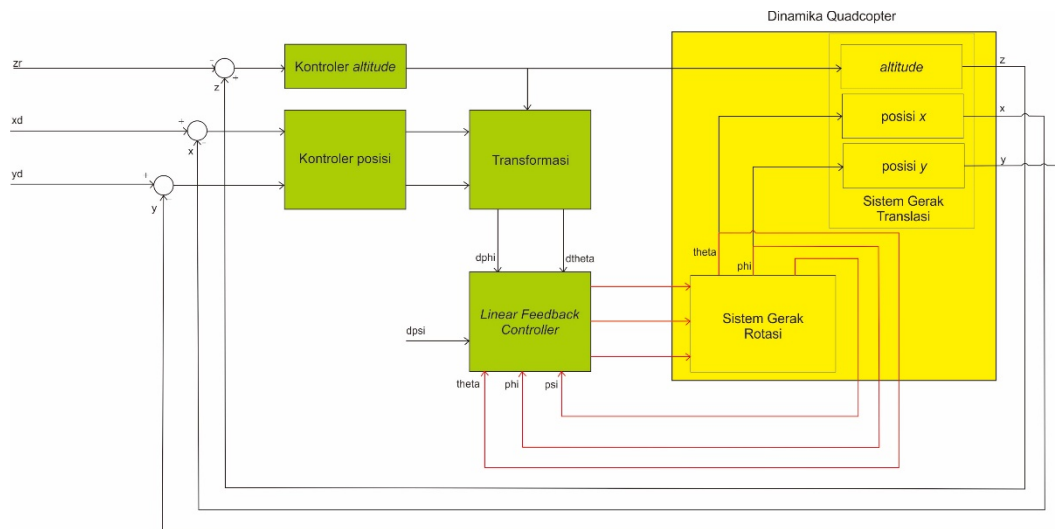 Dinamika Quadcopter
zr
z
Kontroler altitude
altitude
z
xd
x
Kontroler posisi
Transformasi
posisi x
x
yd
y
posisi y
y
Sistem Gerak
Translasi
dphi
dtheta
theta
phi
Linear Feedback
Controller
Sistem Gerak
Rotasi
dpsi
theta
phi
psi